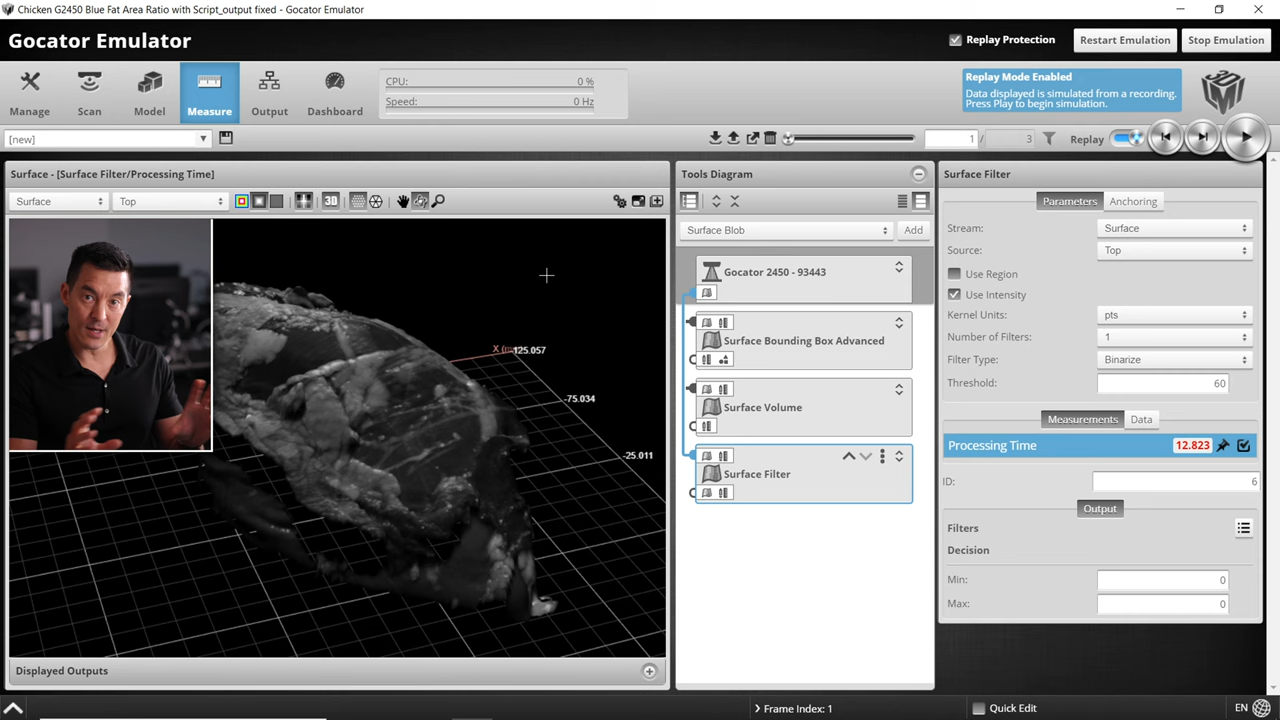 Chicken G2450 Blue Fat Area Ratio with Script_output fixed - Gocator Emulator
Gocator Emulator
Replay Protection
Restart Emulation
Stop Emulation
Manage
Scan
Model
Measure
Output
Dashboard
CPU: 0 %
Speed: 0 Hz
Replay Mode Enabled
Data displayed is simulated from a recording.
Press Play to begin simulation.
[new]
1 / 3
Replay
Surface - [Surface Filter/Processing Time]
Surface
Top
3D
X
125.057
-75.034
-25.011
Displayed Outputs
Tools Diagram
Surface Blob
Add
Gocator 2450 - 93443
Surface Bounding Box Advanced
Surface Volume
Surface Filter
Surface Filter
Parameters
Anchoring
Stream: Surface
Source: Top
Use Region
Use Intensity
Kernel Units: pts
Number of Filters: 1
Filter Type: Binarize
Threshold: 60
Measurements
Data
Processing Time 12.823
ID: 6
Output
Filters
Decision
Min: 0
Max: 0
Frame Index: 1
Quick Edit
EN